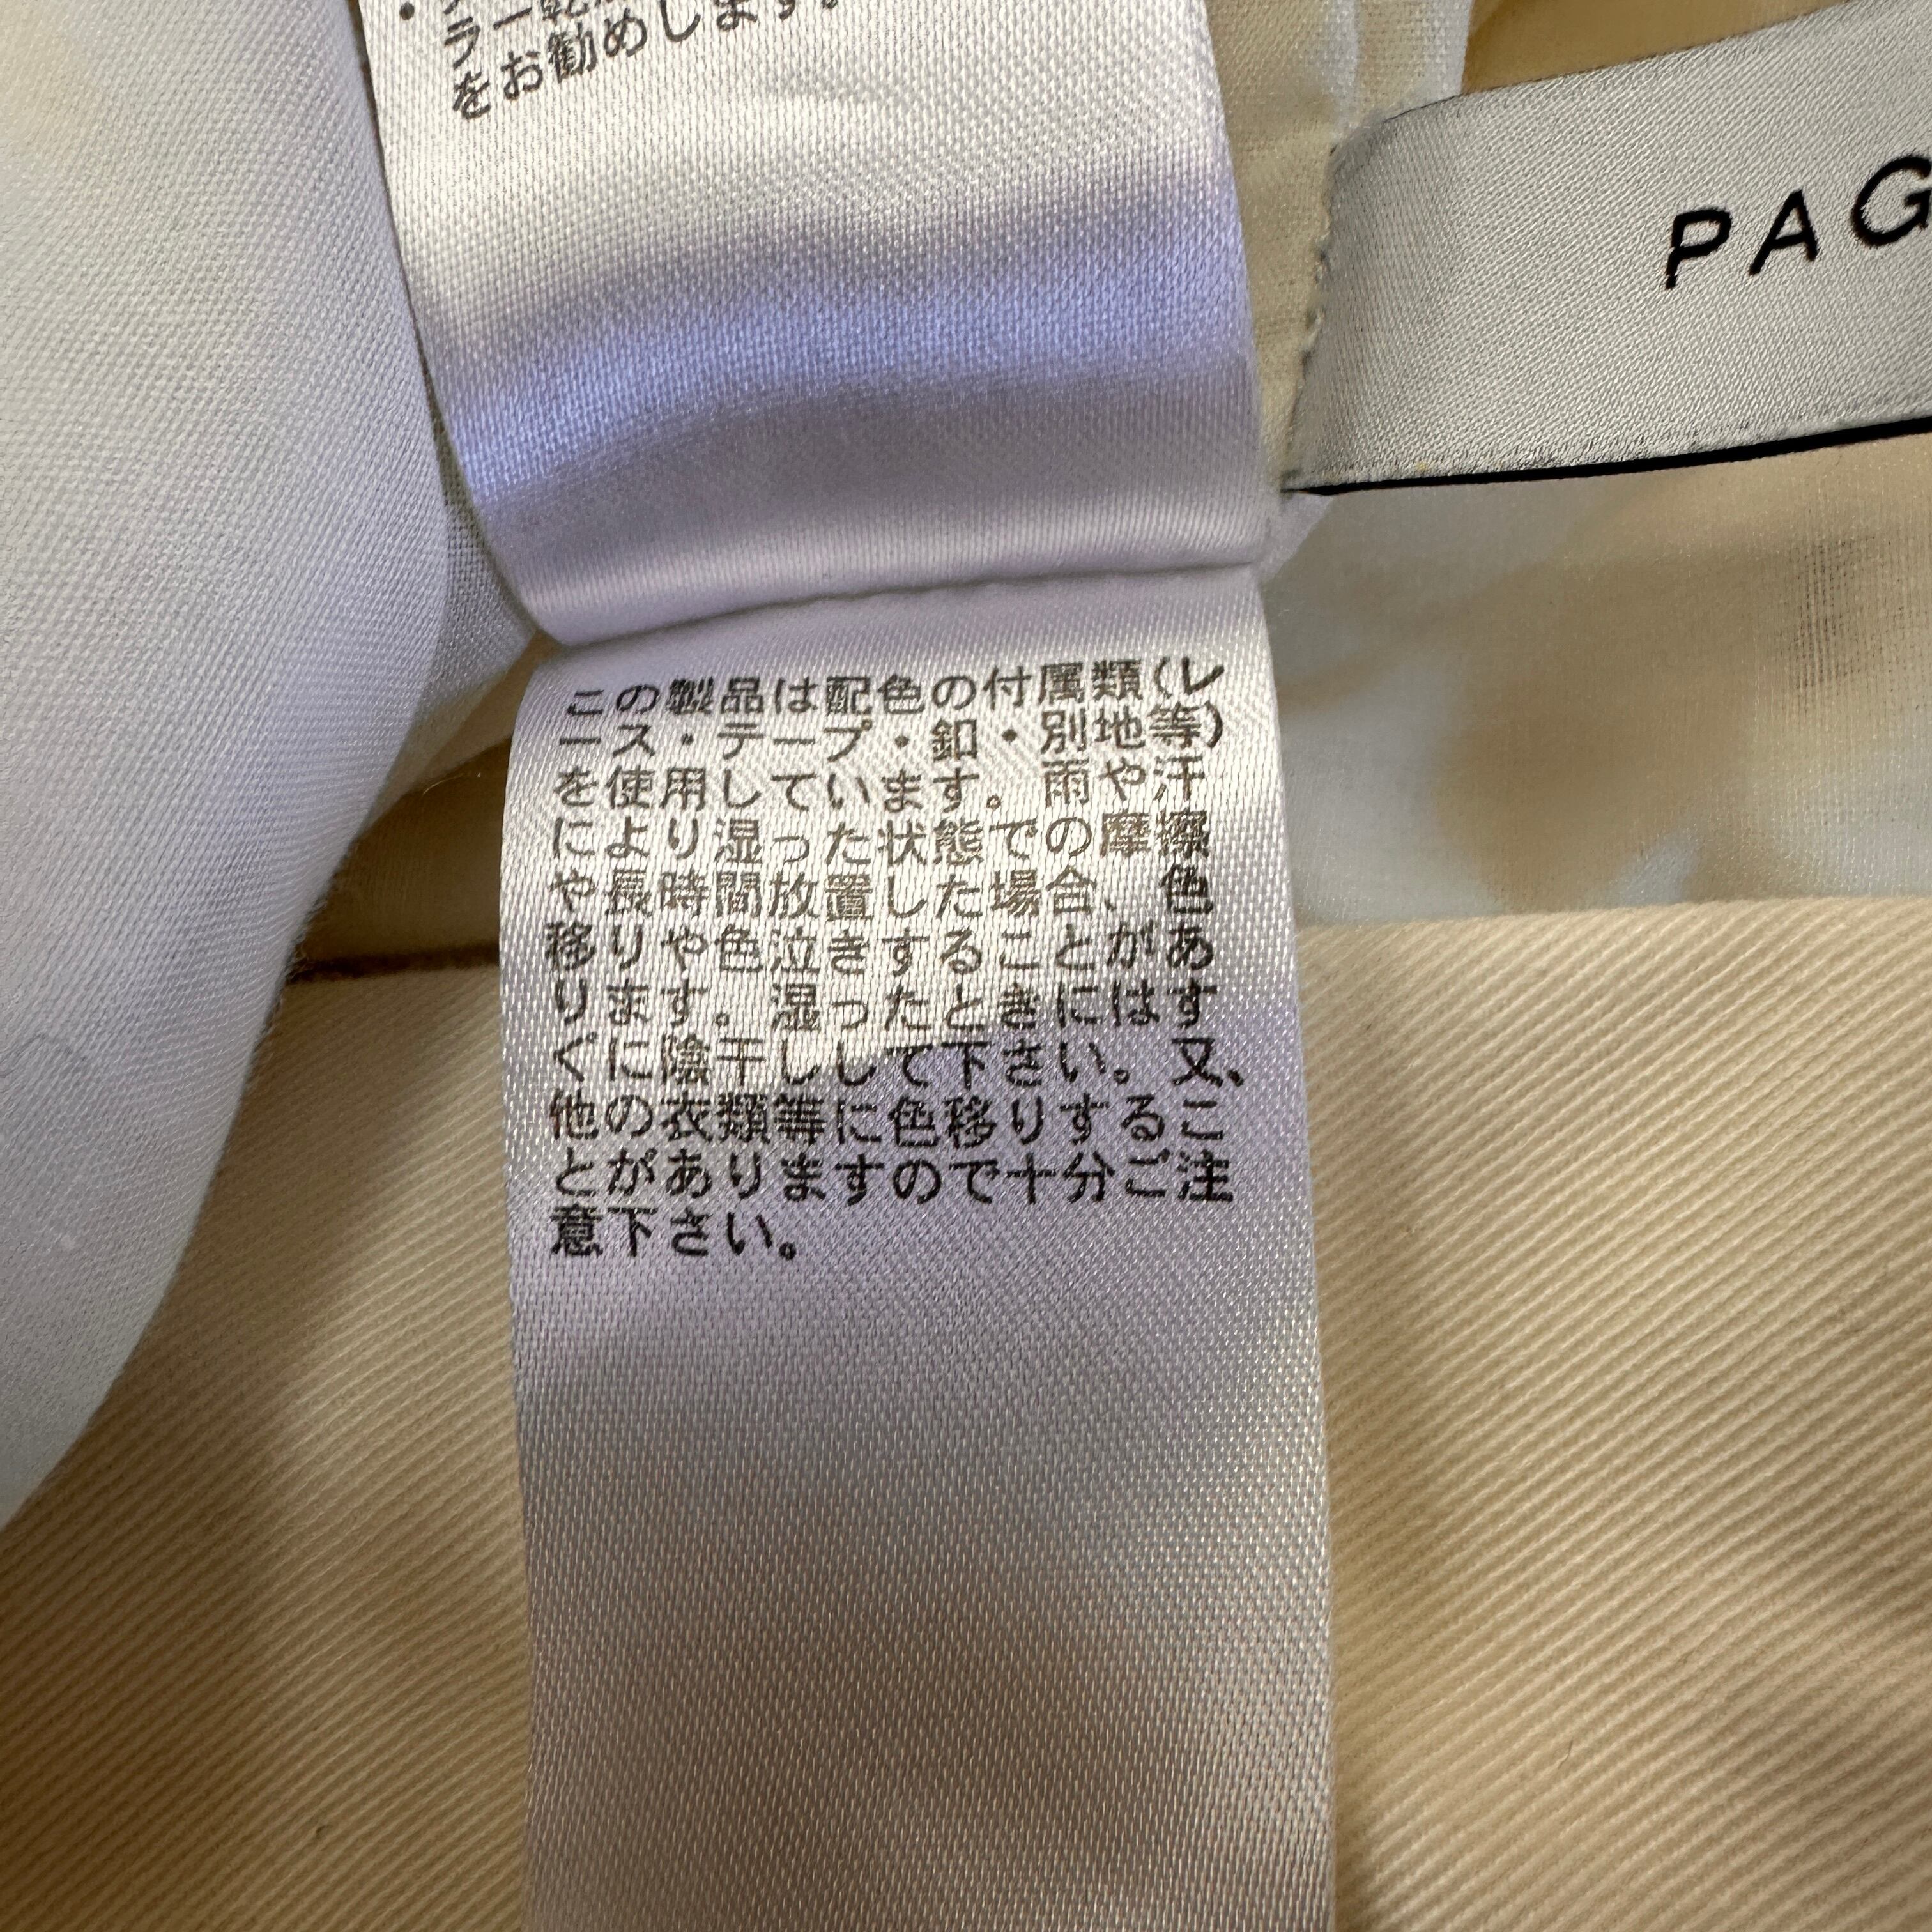 ラー乾
をお勧めします。
PAG
この製品は配色の付属類(レ
ース・テープ・釦・別地等)
を使用しています。雨や汗
により湿った状態での摩擦
や長時間放置した場合、色
移りや色泣きすることがあ
ります。湿ったときにはす
ぐに陰干しして下さい。又、
他の衣類等に色移りするこ
とがありますので十分ご注
意下さい。